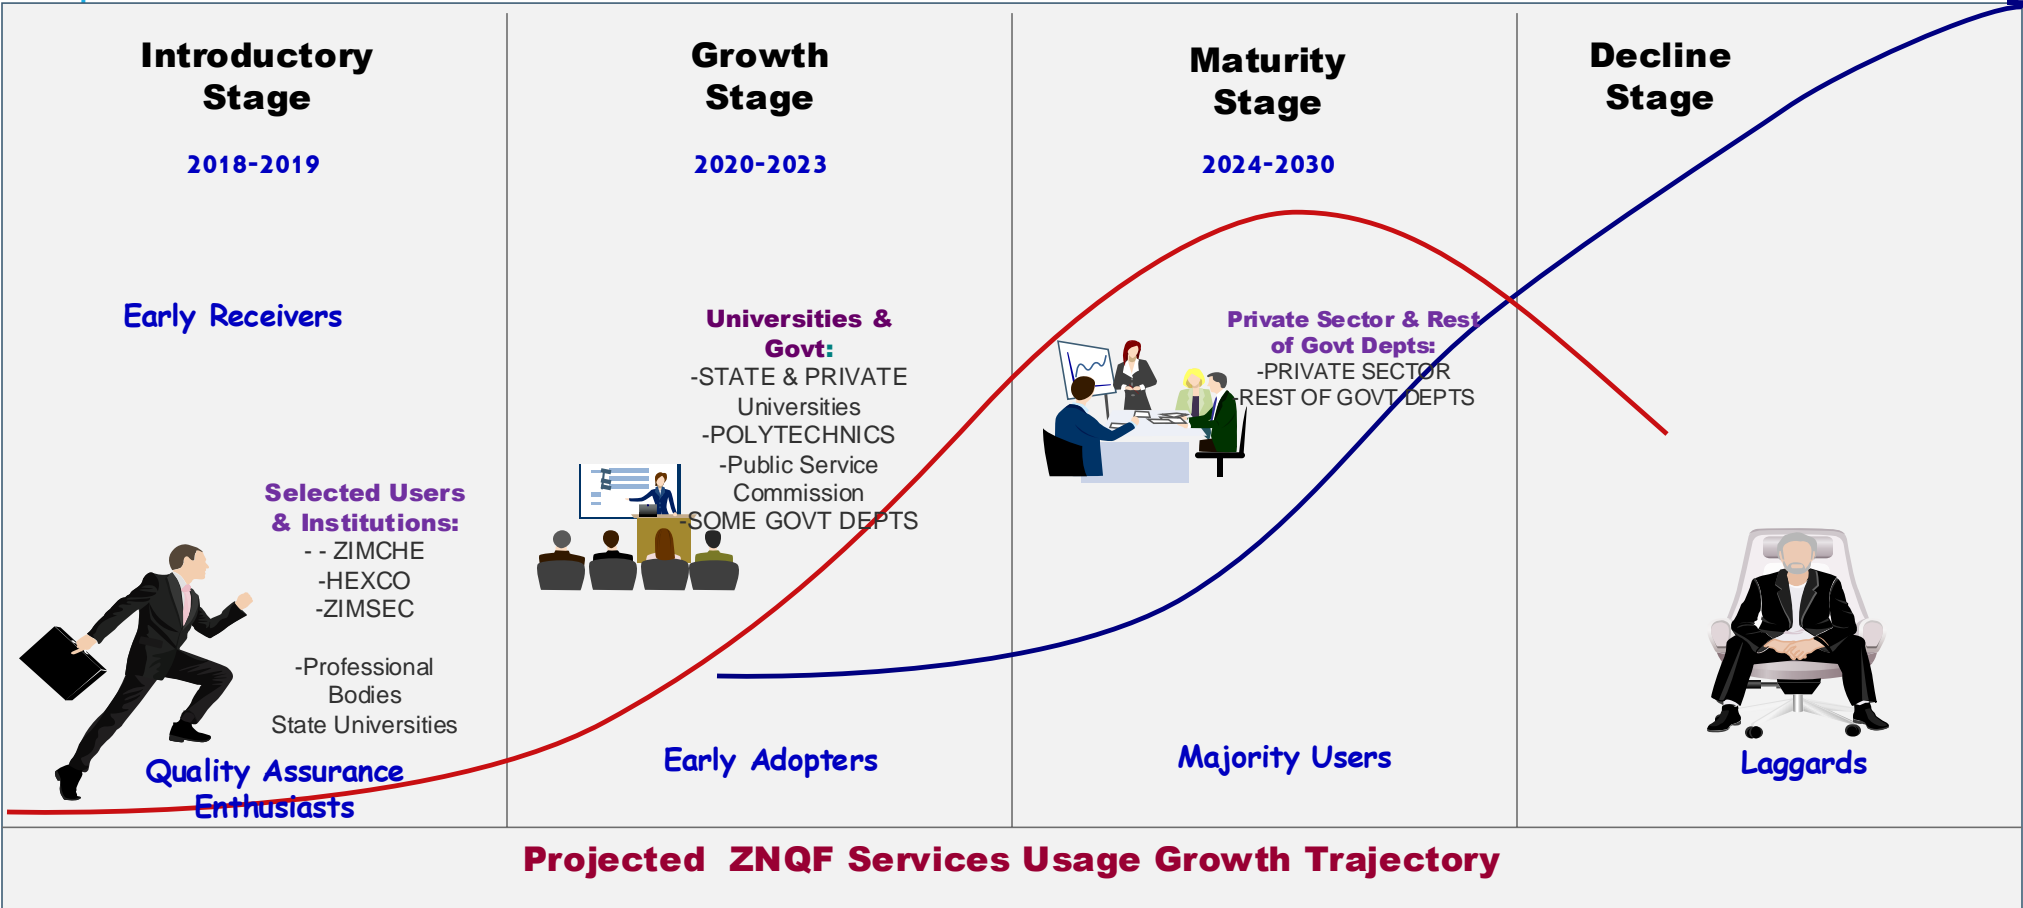 Introductory
Stage
2018-2019
Early Receivers
Selected Users
& Institutions:
- - ZIMCHE
-HEXCO
-ZIMSEC
-Professional
Bodies
State Universities
Quality Assurance
Enthusiasts
Growth
Stage
2020-2023
Universities &
Govt:
-STATE & PRIVATE
Universities
-POLYTECHNICS
-Public Service
Commission
-SOME GOVT DEPTS
Early Adopters
Maturity
Stage
2024-2030
Private Sector & Rest
of Govt Depts:
-PRIVATE SECTOR
-REST OF GOVT DEPTS
Majority Users
Decline
Stage
Laggards
Projected ZNQF Services Usage Growth Trajectory